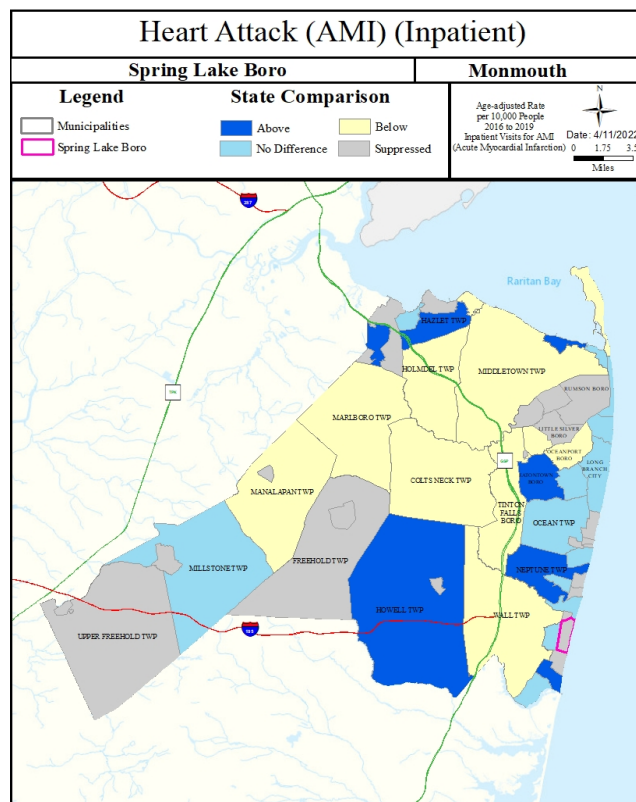 Heart Attack (AMI) (Inpatient)
Spring Lake Boro
Monmouth
Legend
Municipalities
Spring Lake Boro
State Comparison
Above
Below
No Difference
Suppressed
Age-adjusted Rate
per 10,000 People
2016 to 2019
Inpatient Visits for AMI
(Acute Myocardial Infarction)
N
Date: 4/11/2022
0 1.75 3.5
Miles
287
Raritan Bay
HAZLET TWP
HOLMDEL TWP
MIDDLETOWN TWP
RUMSON BORO
MARLBORO TWP
LITTLE SILVER
BORO
OCEANPORT
BORO
GSP
LONG
BRANCH
CITY
COLTS NECK TWP
MANALAPAN TWP
TINTON
FALLS
BORO
OCEAN TWP
FREEHOLD TWP
MILLSTONE TWP
NEPTUNE TWP
HOWELL TWP
WALL TWP
UPPER FREEHOLD TWP
195